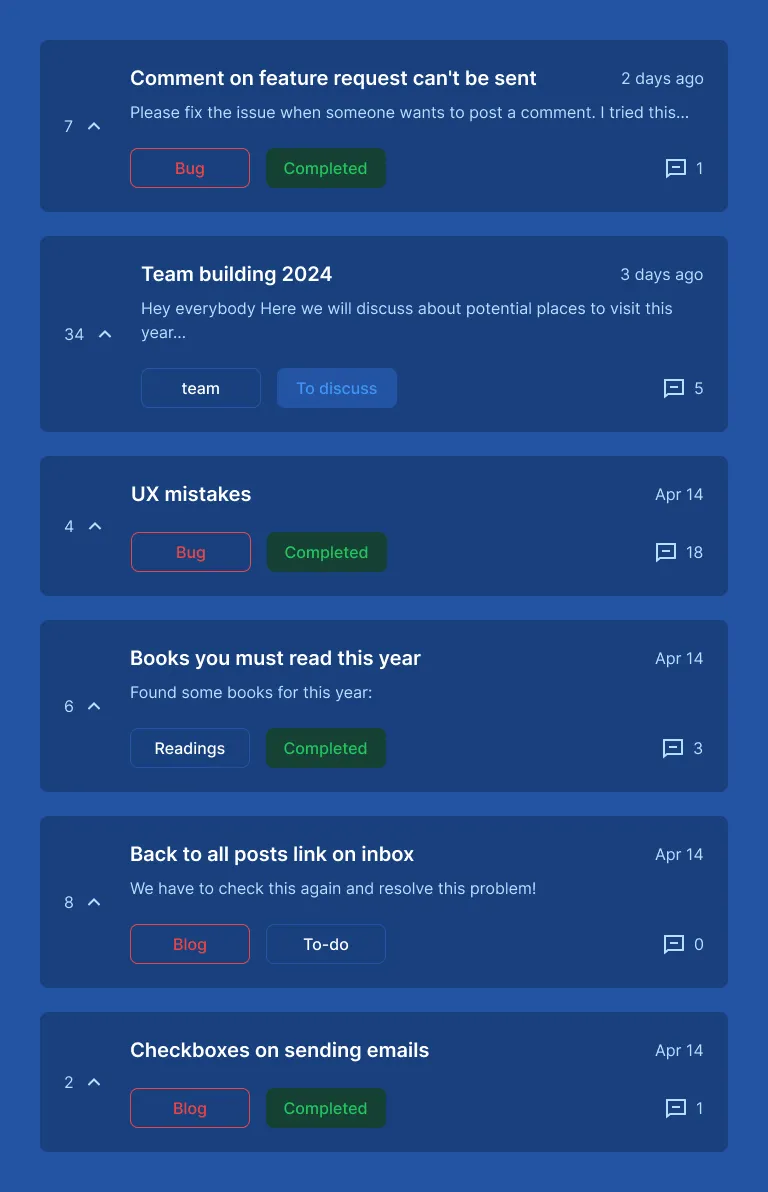 Comment on feature request can't be sent 2 days ago
Please fix the issue when someone wants to post a comment. I tried this...
7
Bug Completed 1
Team building 2024 3 days ago
Hey everybody Here we will discuss about potential places to visit this
year...
34
team To discuss 5
UX mistakes Apr 14
4
Bug Completed 18
Books you must read this year Apr 14
Found some books for this year:
6
Readings Completed 3
Back to all posts link on inbox Apr 14
We have to check this again and resolve this problem!
8
Blog To-do 0
Checkboxes on sending emails Apr 14
2
Blog Completed 1